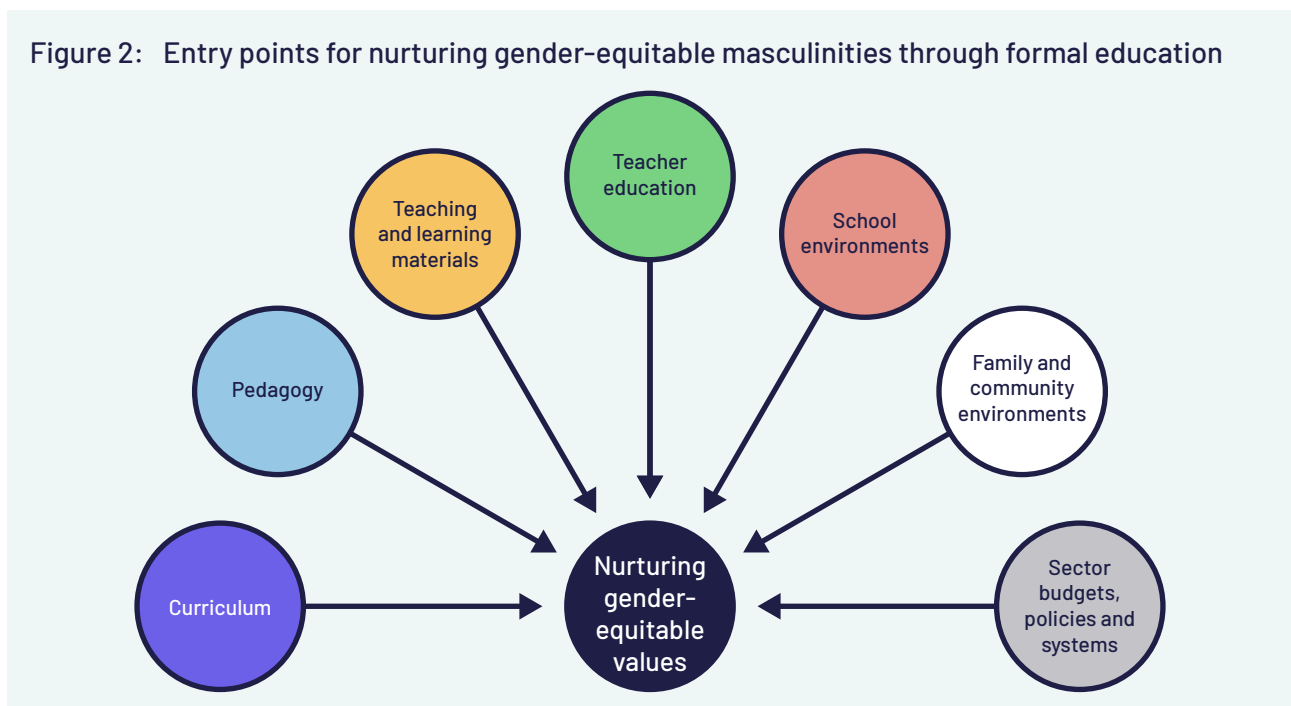 Figure 2: Entry points for nurturing gender-equitable masculinities through formal education
Teacher
education
Teaching
and learning
materials
School
environments
Pedagogy
Family and
community
environments
Curriculum
Nurturing
gender-
equitable
values
Sector
budgets,
policies and
systems